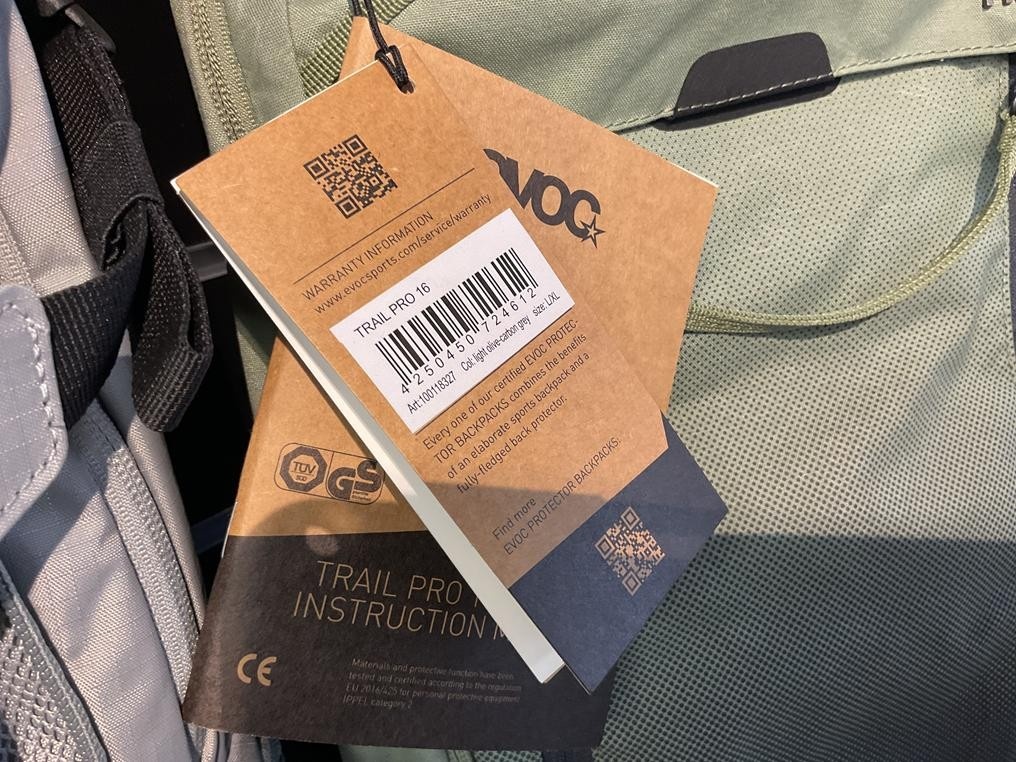 WARRANTY INFORMATION
www.evocsports.com/service/warranty
TRAIL PRO 16
4 250450 724612
Art:100118327 Col: light olive-carbon grey size: L/XL
Every one of our certified EVOC PROTEC-
TOR BACKPACKS combines the benefits
of an elaborate sports backpack and a
fully-fledged back protector.
Find more
EVOC PROTECTOR BACKPACKS.
EVOC
TÜV
SÜD
GS
TRAIL PRO
INSTRUCTION
CE
Materials and protective function have been
tested and certified according to the regulation
EU 2016/425 for personal protective equipment
(PPE), category 2